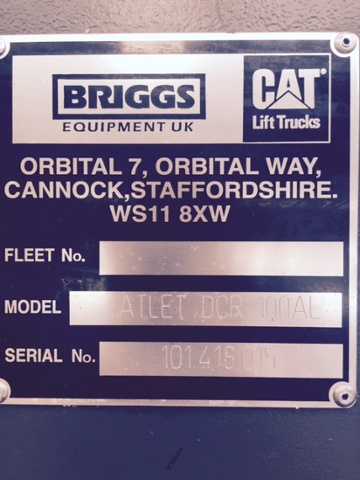 BRIGGS
EQUIPMENT UK
CAT
Lift Trucks
ORBITAL 7, ORBITAL WAY,
CANNOCK,STAFFORDSHIRE.
WS11 8XW
FLEET No.
MODEL ATLET
SERIAL No.